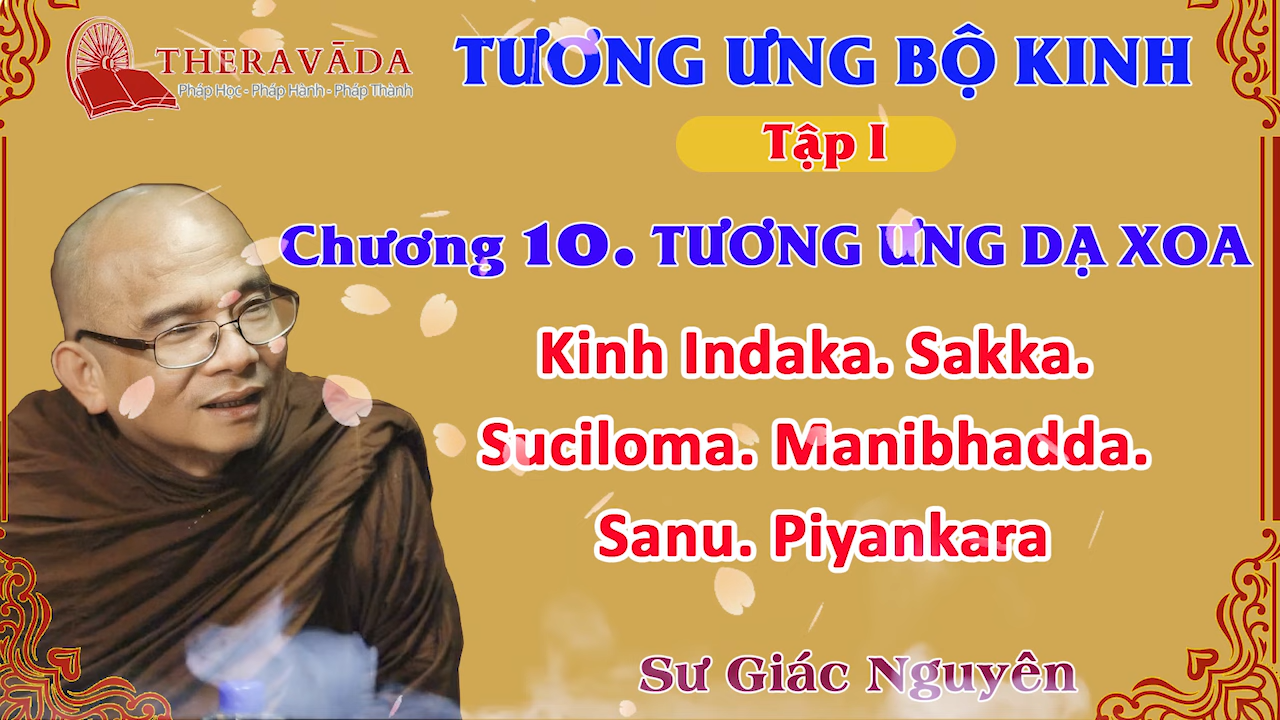 THERAVĀDA
Pháp Học - Pháp Hành - Pháp Thành
TƯƠNG ƯNG BỘ KINH
Tập I
Chương 10. TƯƠNG ƯNG DẠ XOA
Kinh Indaka. Sakka.
Suciloma. Manibhadda.
Sanu. Piyankara
Sư Giác Nguyên